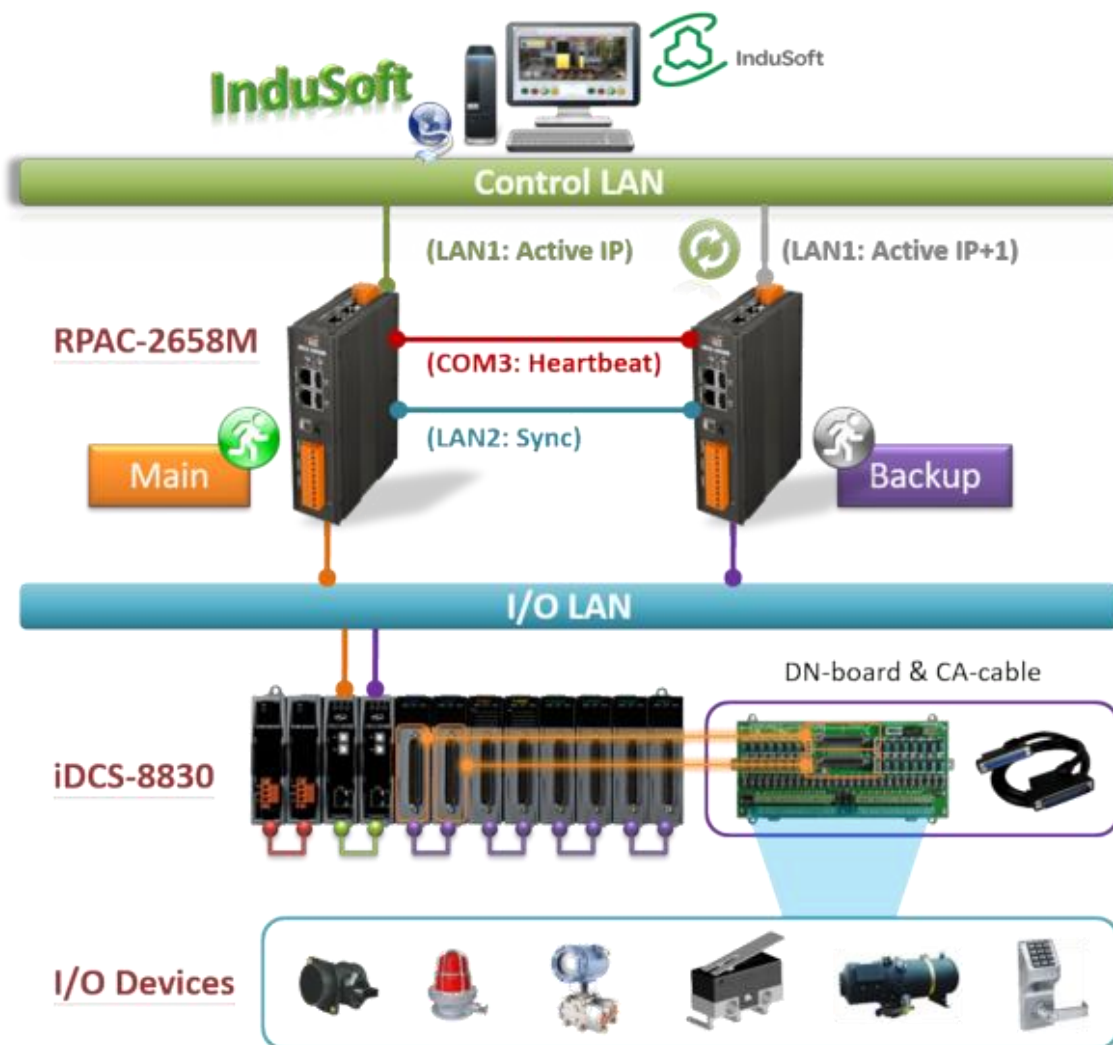 InduSoft
InduSoft
Control LAN
(LAN1: Active IP)
(LAN1: Active IP+1)
RPAC-2658M
(COM3: Heartbeat)
(LAN2: Sync)
Main
Backup
I/O LAN
DN-board & CA-cable
iDCS-8830
I/O Devices